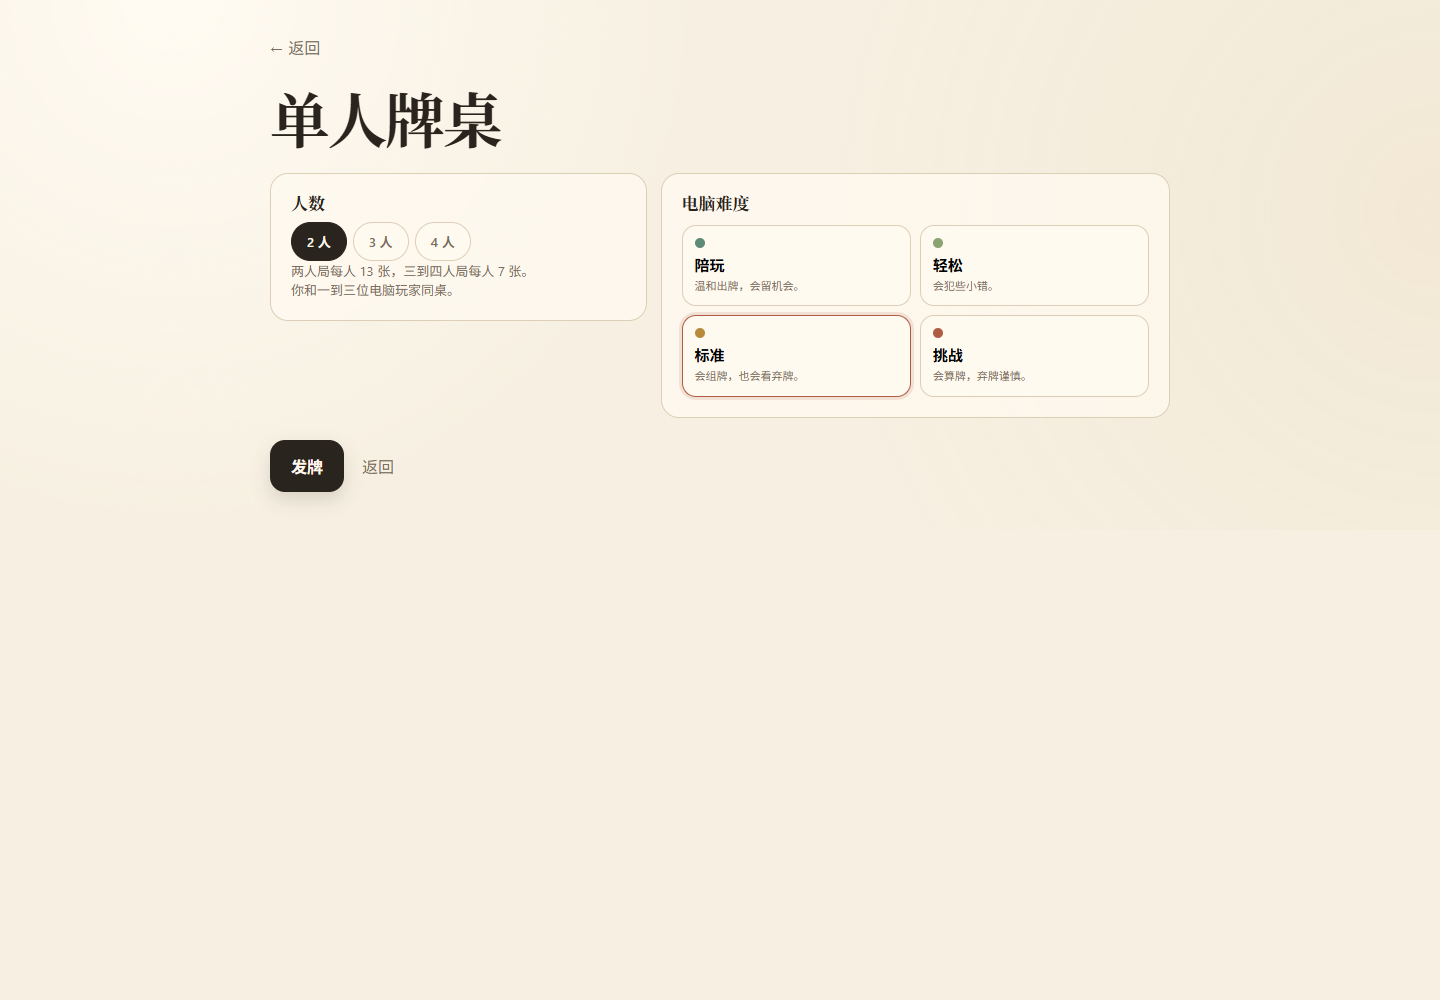 ← 返回
单人牌桌
人数
2 人
3 人
4 人
两人局每人 13 张，三到四人局每人 7 张。
你和一到三位电脑玩家同桌。
电脑难度
陪玩
温和出牌，会留机会。
轻松
会犯些小错。
标准
会组牌，也会看弃牌。
挑战
会算牌，弃牌谨慎。
发牌
返回